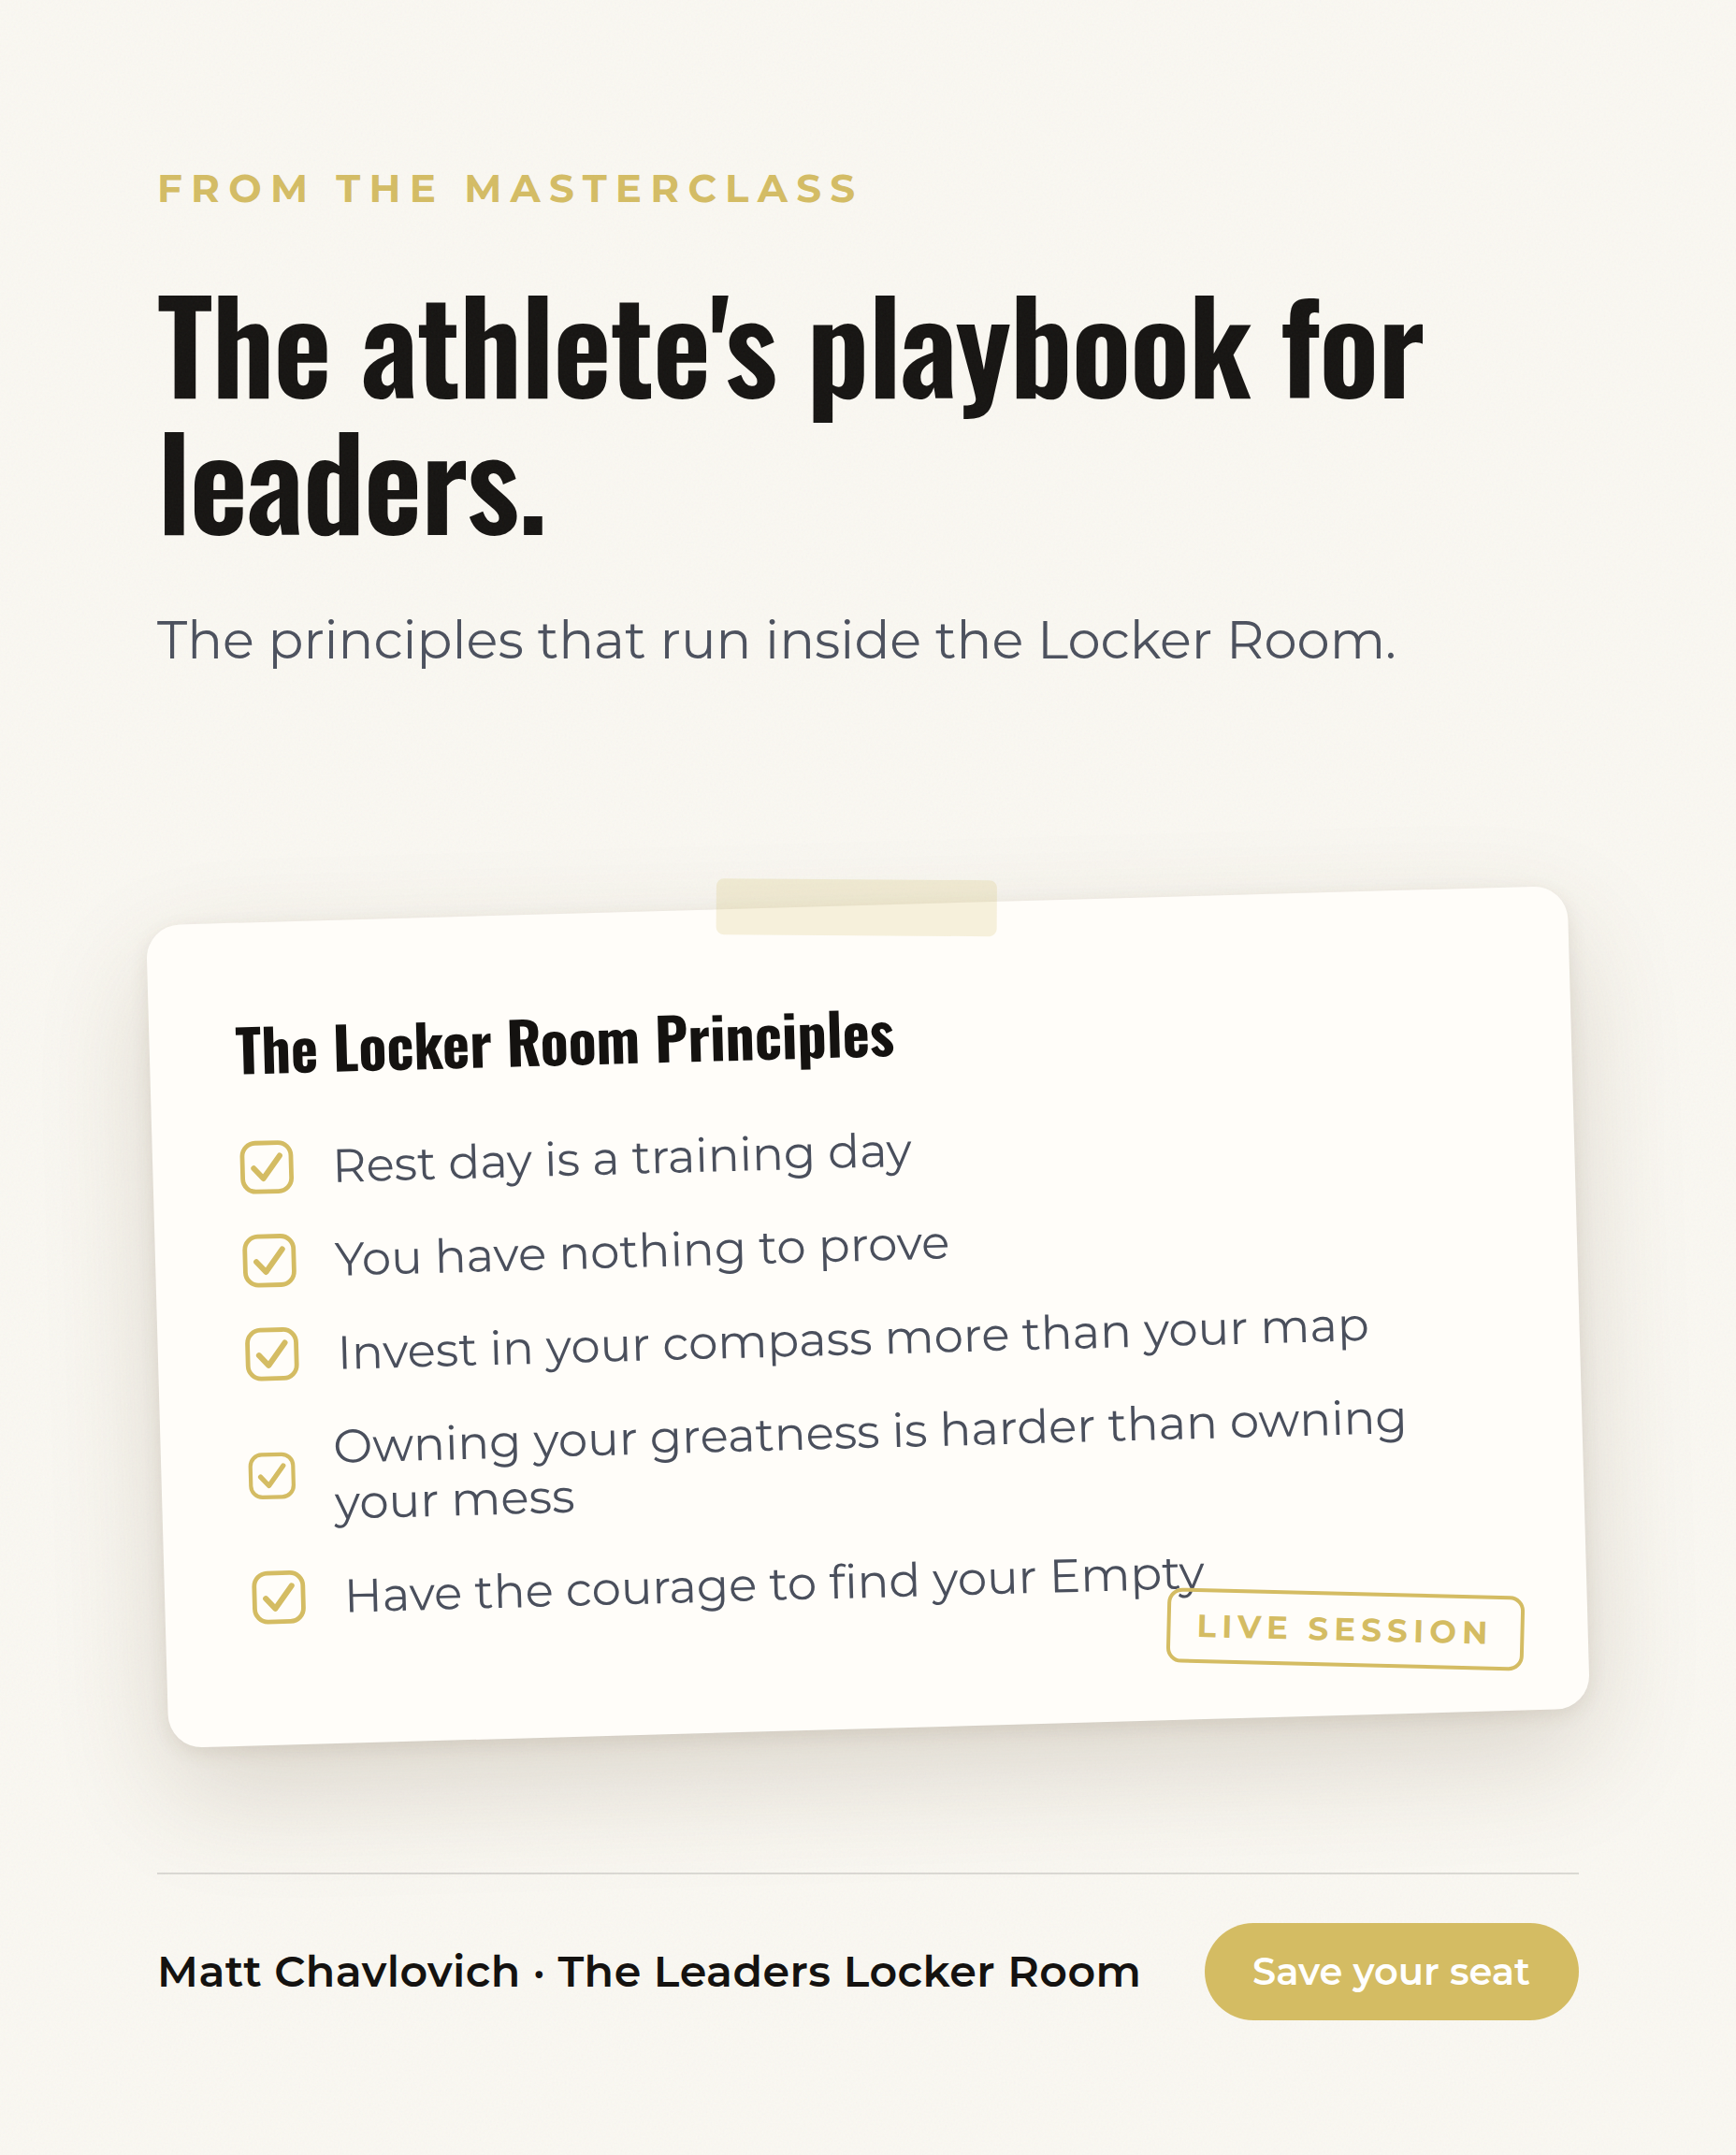 FROM THE MASTERCLASS
The athlete's playbook for
leaders.
The principles that run inside the Locker Room.
The Locker Room Principles
Rest day is a training day
You have nothing to prove
Invest in your compass more than your map
Owning your greatness is harder than owning
your mess
Have the courage to find your Empty
LIVE SESSION
Matt Chavlovich · The Leaders Locker Room
Save your seat